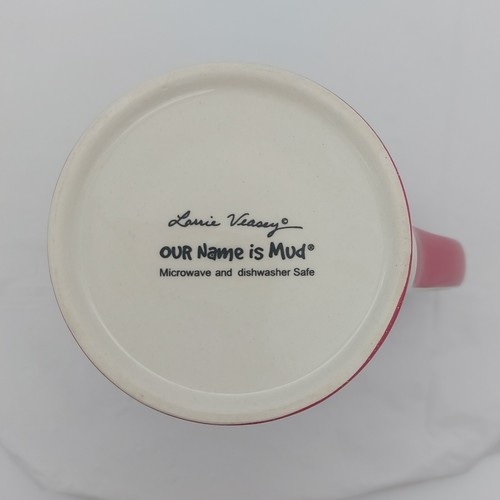 Lorrie Veasey©
OUR Name is Mud®
Microwave and dishwasher Safe